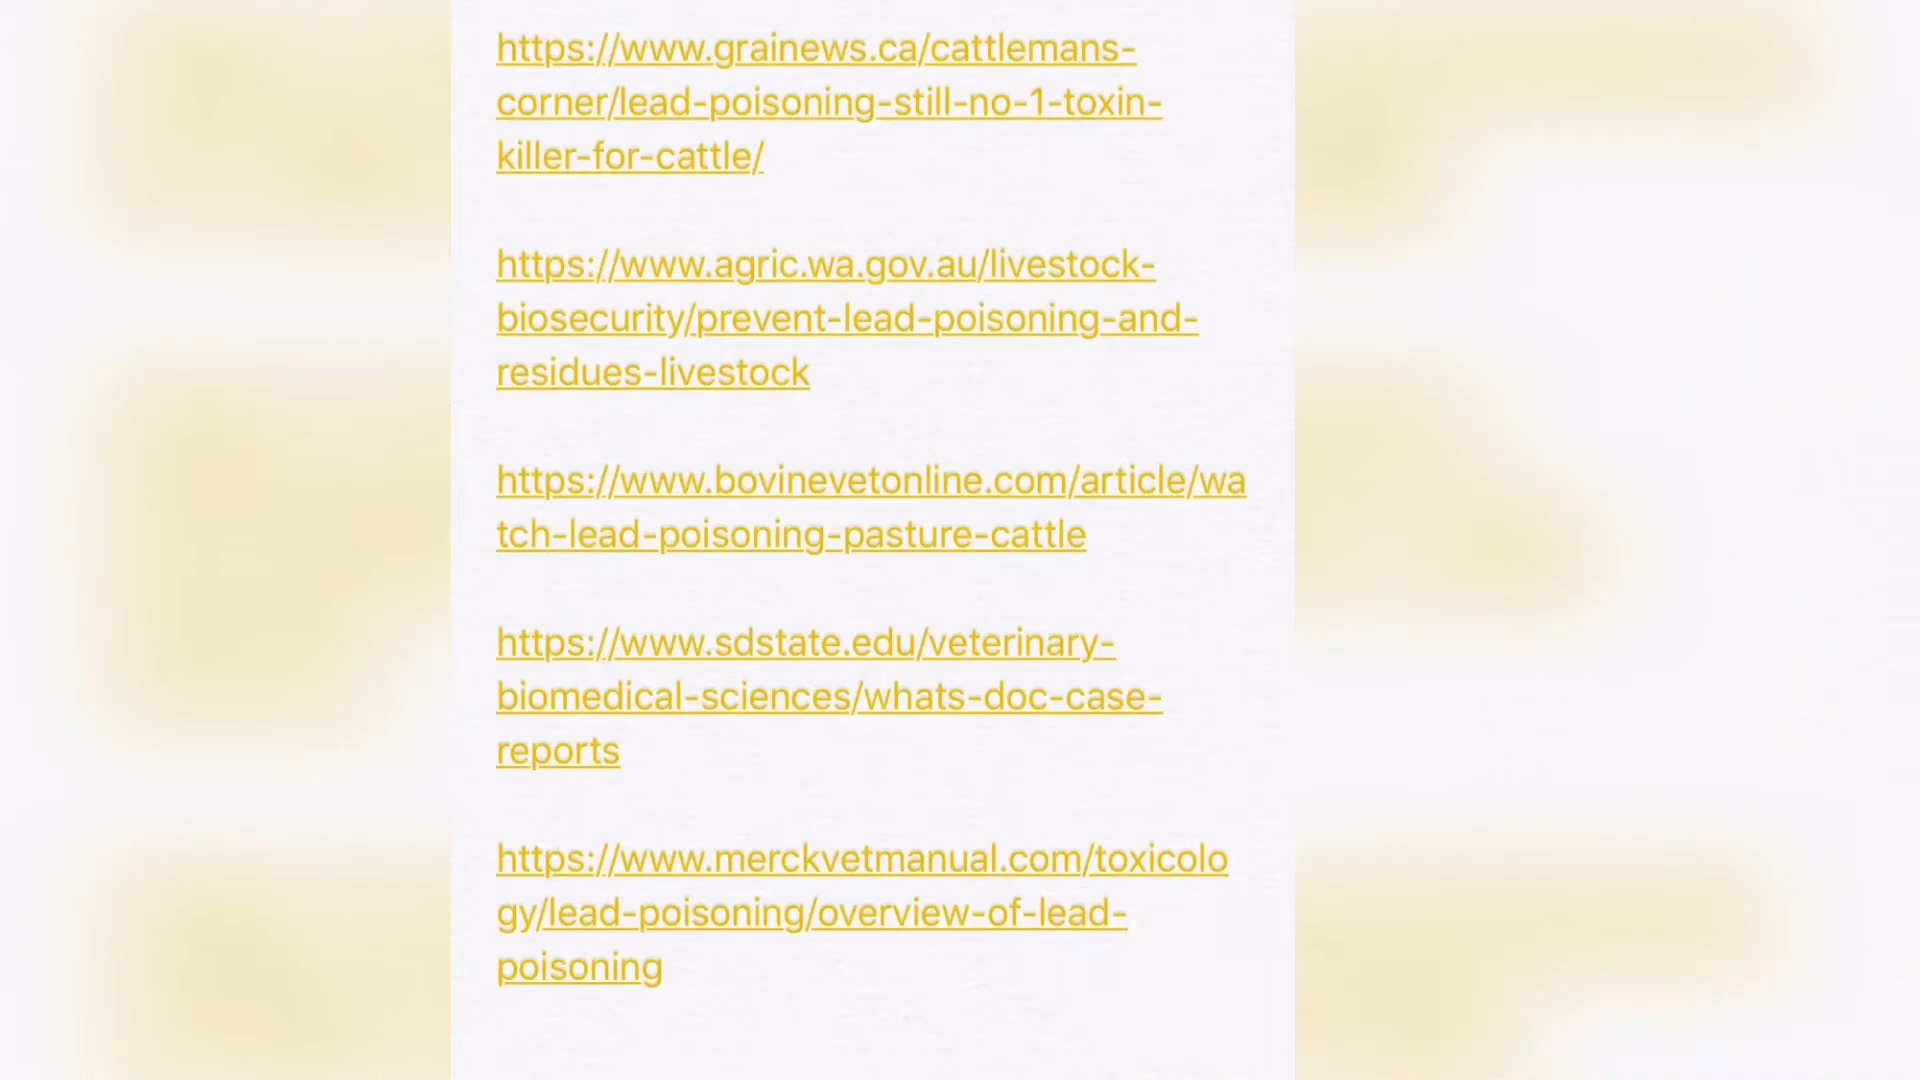 https://www.grainews.ca/cattlemans-
corner/lead-poisoning-still-no-1-toxin-
killer-for-cattle/
https://www.agric.wa.gov.au/livestock-
biosecurity/prevent-lead-poisoning-and-
residues-livestock
https://www.bovinevetonline.com/article/wa
tch-lead-poisoning-pasture-cattle
https://www.sdstate.edu/veterinary-
biomedical-sciences/whats-doc-case-
reports
https://www.merckvetmanual.com/toxicolo
gy/lead-poisoning/overview-of-lead-
poisoning